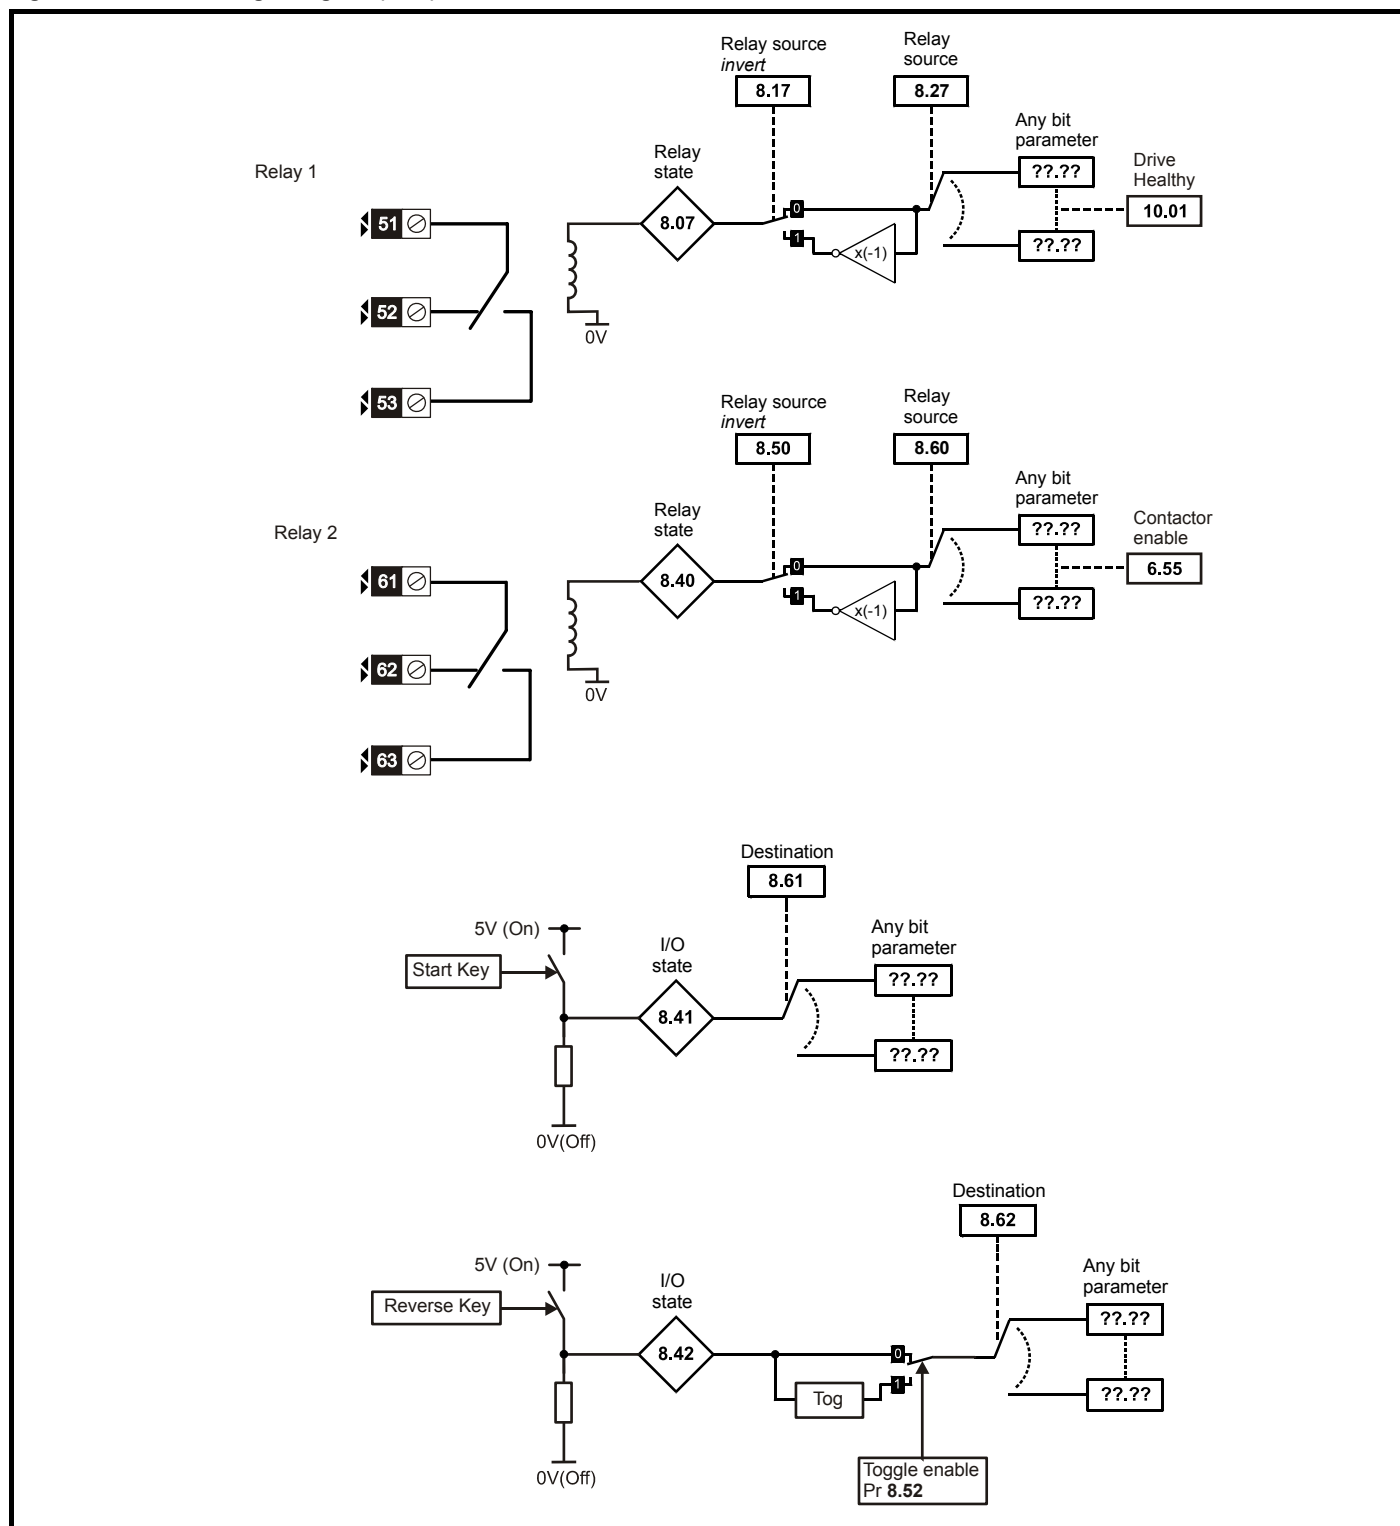 Relay source
invert
8.17
Relay
source
8.27
Any bit
parameter
??.??
Drive
Healthy
10.01
??.??
Relay 1
Relay
state
8.07
0
1
x(-1)
51
52
53
0V
Relay source
invert
8.50
Relay
source
8.60
Any bit
parameter
??.??
Contactor
enable
6.55
??.??
Relay 2
Relay
state
8.40
0
1
x(-1)
61
62
63
0V
Destination
8.61
5V (On)
Start Key
I/O
state
8.41
Any bit
parameter
??.??
??.??
0V(Off)
Destination
8.62
5V (On)
Reverse Key
I/O
state
8.42
0
1
Tog
Any bit
parameter
??.??
??.??
Toggle enable
Pr 8.52
0V(Off)